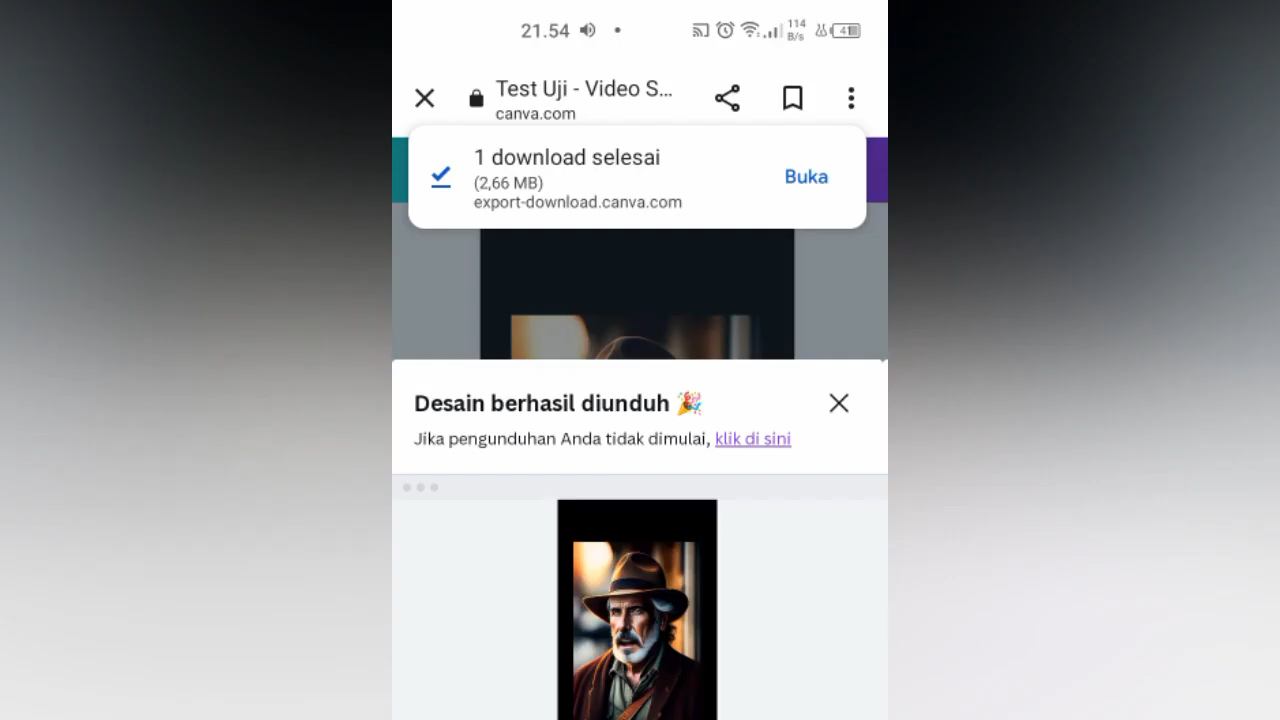 21.54
114
B/s
41
Test Uji - Video S...
canva.com
1 download selesai
(2,66 MB)
export-download.canva.com
Buka
Desain berhasil diunduh 🎉
Jika pengunduhan Anda tidak dimulai, klik di sini